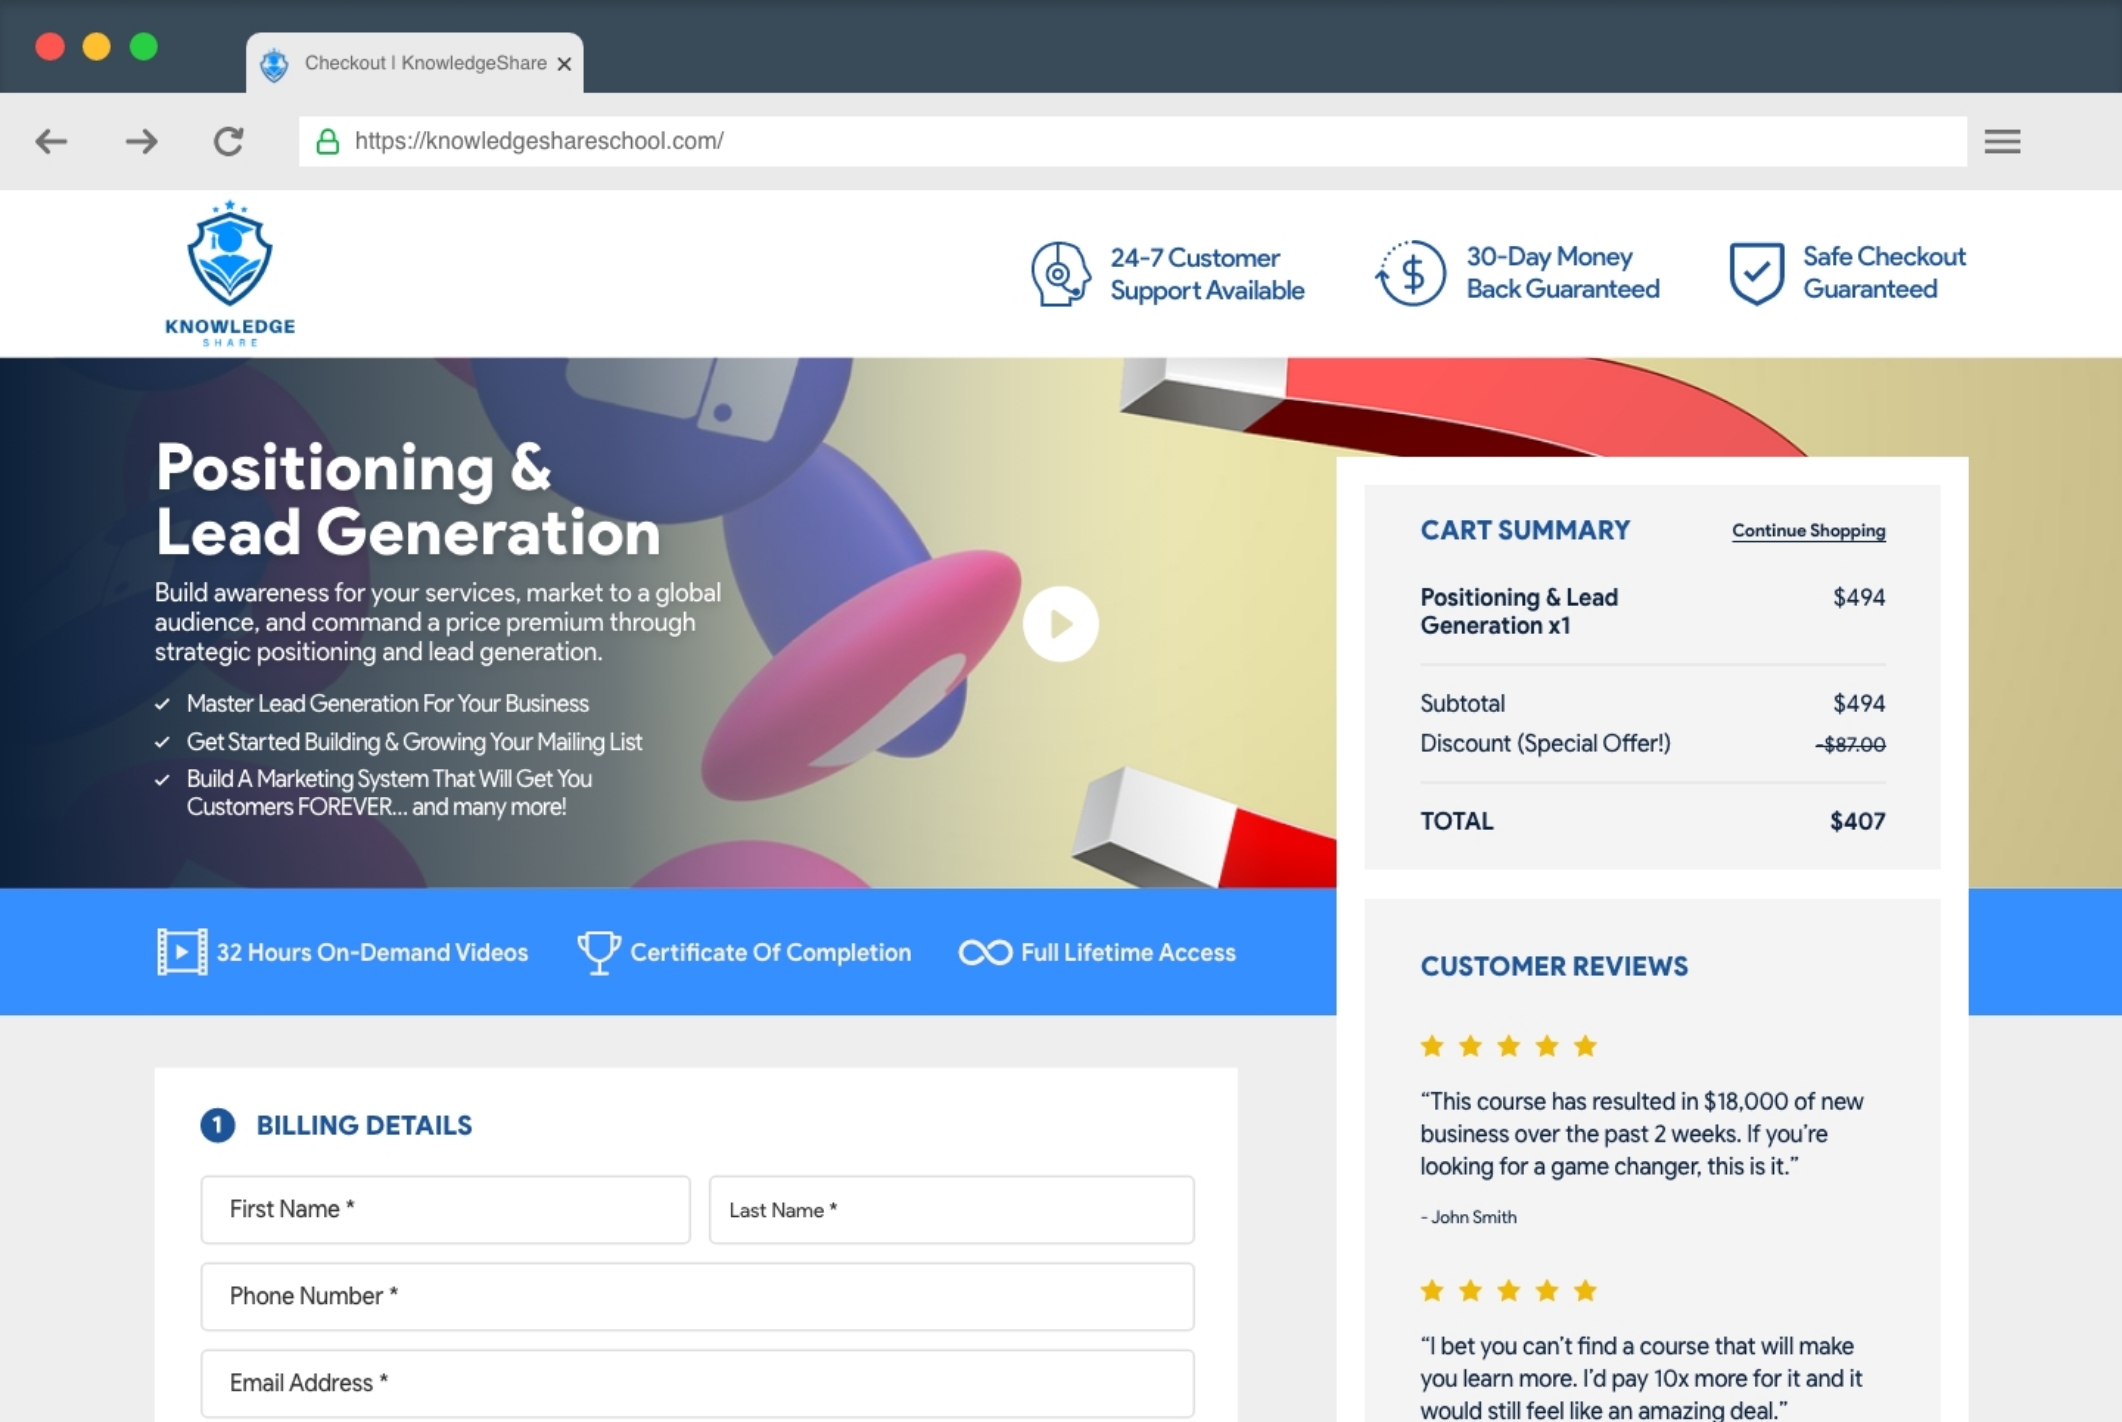 Checkout | KnowledgeShare
https://knowledgeshareschool.com/
KNOWLEDGE
SHARE
24-7 Customer
Support Available
30-Day Money
Back Guaranteed
Safe Checkout
Guaranteed
Positioning &
Lead Generation
Build awareness for your services, market to a global
audience, and command a price premium through
strategic positioning and lead generation.
Master Lead Generation For Your Business
Get Started Building & Growing Your Mailing List
Build A Marketing System That Will Get You
Customers FOREVER... and many more!
32 Hours On-Demand Videos
Certificate Of Completion
Full Lifetime Access
1 BILLING DETAILS
First Name *
Last Name *
Phone Number *
Email Address *
CART SUMMARY
Continue Shopping
Positioning & Lead $494
Generation x1
Subtotal $494
Discount (Special Offer!) -$87.00
TOTAL $407
CUSTOMER REVIEWS
“This course has resulted in $18,000 of new
business over the past 2 weeks. If you’re
looking for a game changer, this is it.”
- John Smith
“I bet you can’t find a course that will make
you learn more. I’d pay 10x more for it and it
would still feel like an amazing deal.”